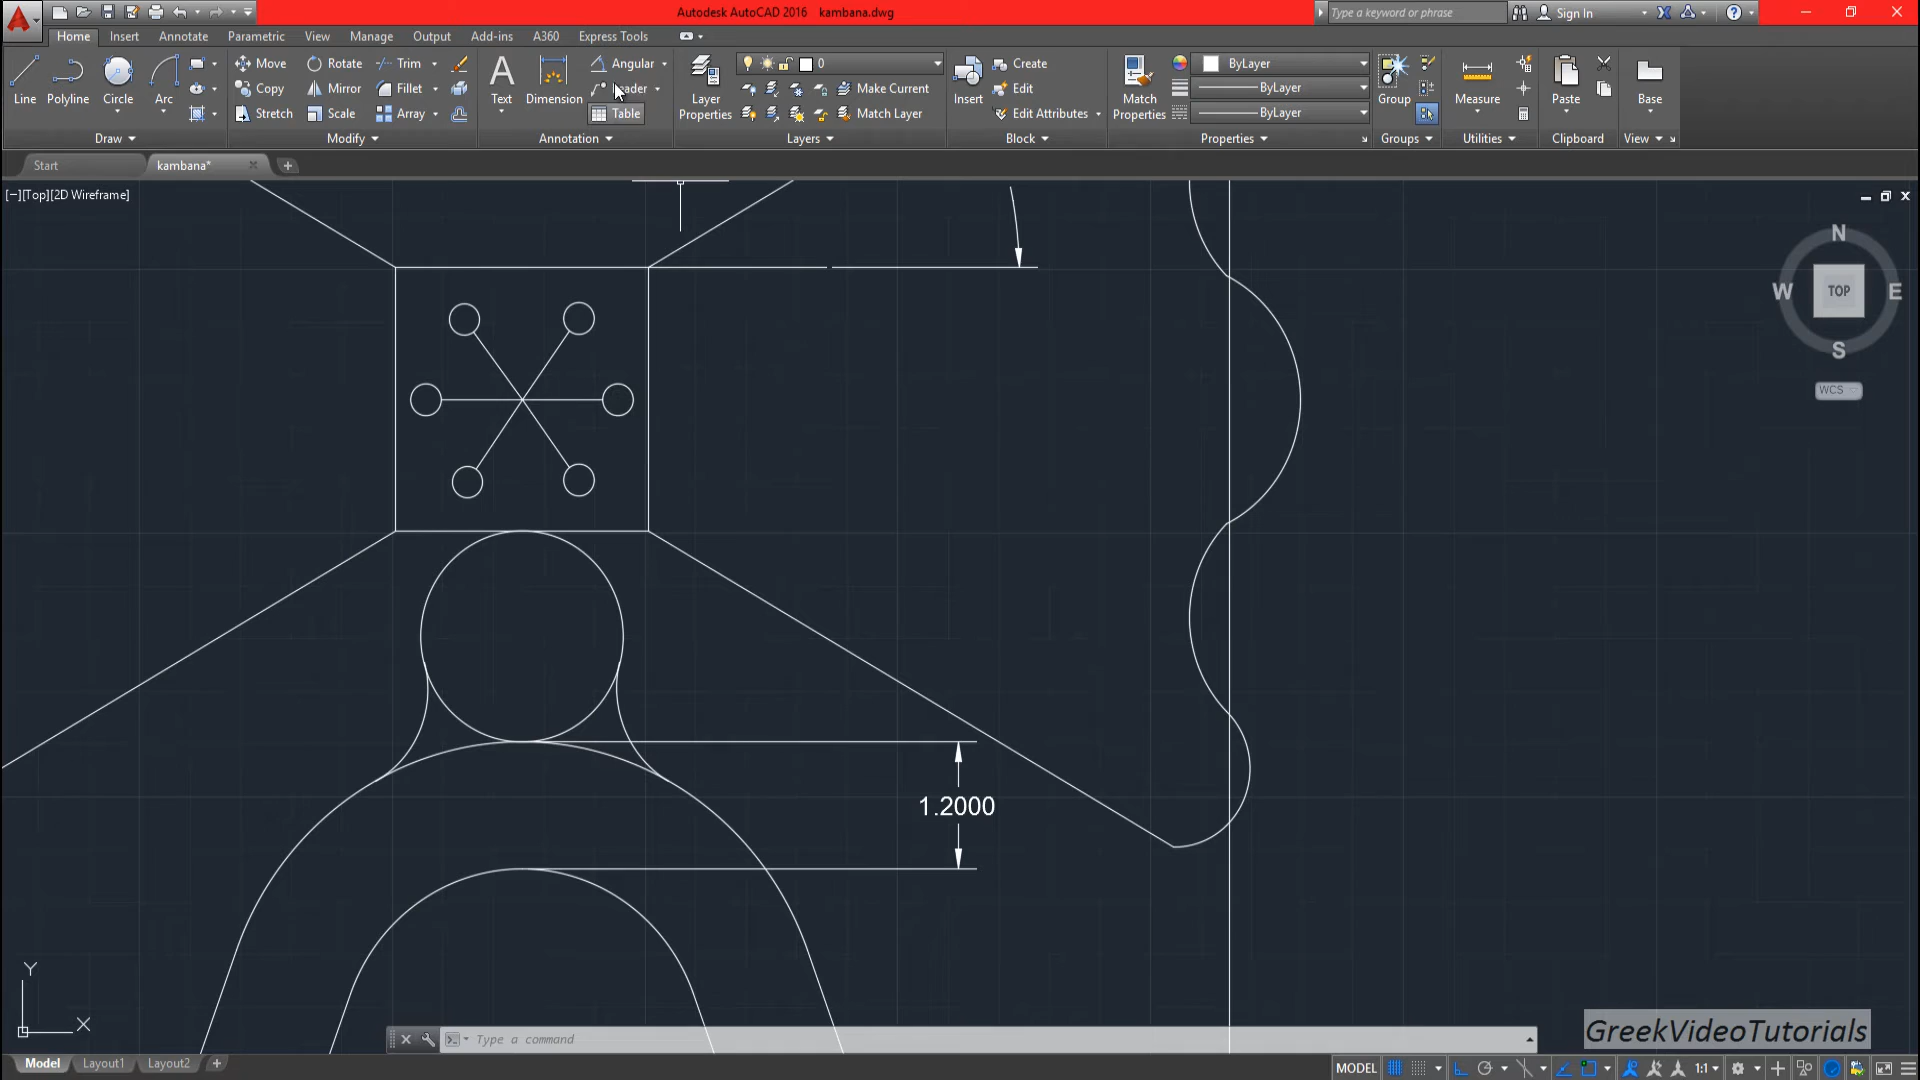 Autodesk AutoCAD 2016 kambana.dwg
Type a keyword or phrase
Sign In
Home Insert Annotate Parametric View Manage Output Add-ins A360 Express Tools
Line Polyline Circle Arc
Move Rotate Trim
Copy Mirror Fillet
Stretch Scale Array
Text Dimension
Angular
Table
Layer Properties
0
Make Current
Match Layer
Insert
Create
Edit
Edit Attributes
Match Properties
ByLayer
ByLayer
ByLayer
Group Measure Paste Base
Draw Modify Annotation Layers Block Properties Groups Utilities Clipboard View
Start kambana*
[−][Top][2D Wireframe]
N
W TOP E
S
WCS
1.2000
Y
X
Type a command
GreekVideoTutorials
Model Layout1 Layout2
MODEL 1:1